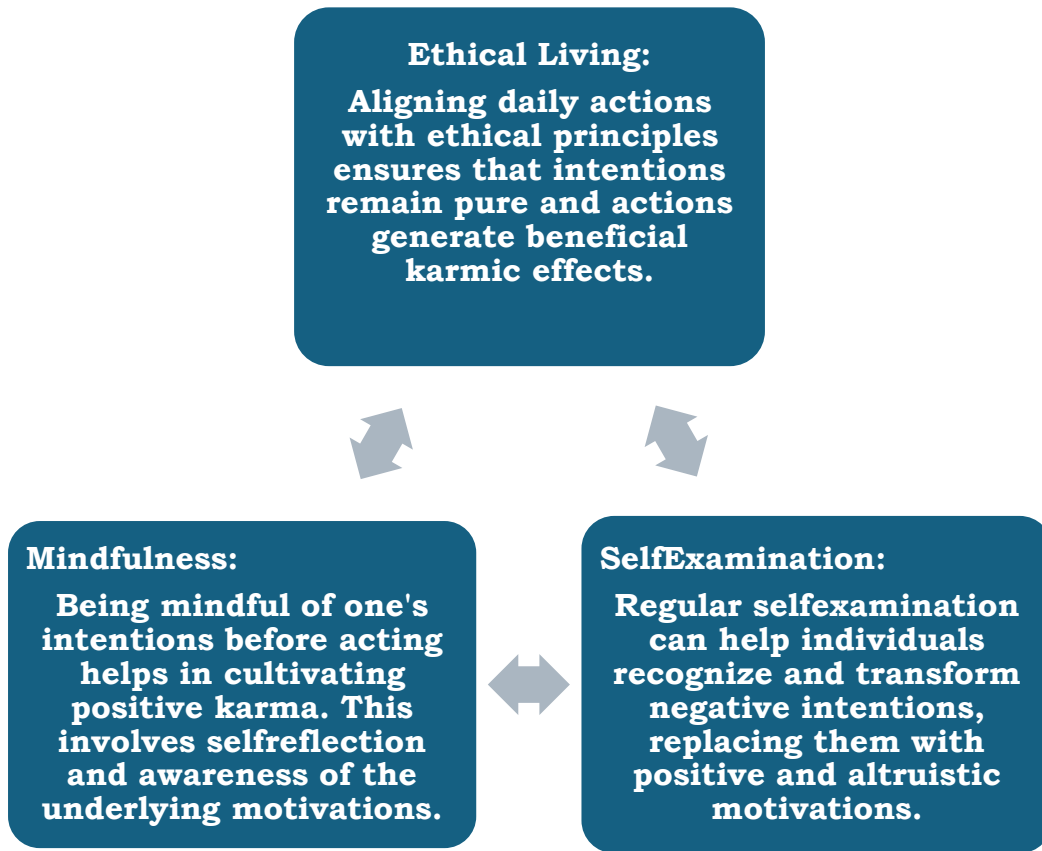 Ethical Living:
Aligning daily actions
with ethical principles
ensures that intentions
remain pure and actions
generate beneficial
karmic effects.
Mindfulness:
Being mindful of one's
intentions before acting
helps in cultivating
positive karma. This
involves selfreflection
and awareness of the
underlying motivations.
SelfExamination:
Regular selfexamination
can help individuals
recognize and transform
negative intentions,
replacing them with
positive and altruistic
motivations.